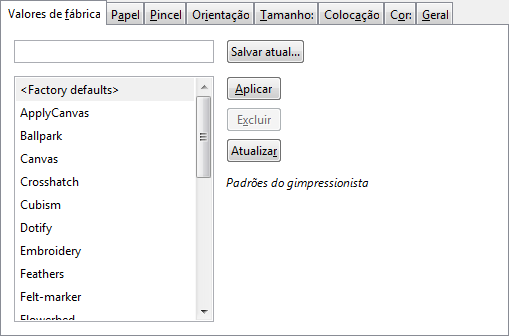 Valores de fábrica Papel Pincel Orientação Tamanho: Colocação Cor: Geral
Salvar atual...
<Factory defaults>
ApplyCanvas
Ballpark
Canvas
Crosshatch
Cubism
Dotify
Embroidery
Feathers
Felt-marker
Flowerbed
Aplicar
Excluir
Atualizar
Padrões do gimpressionista